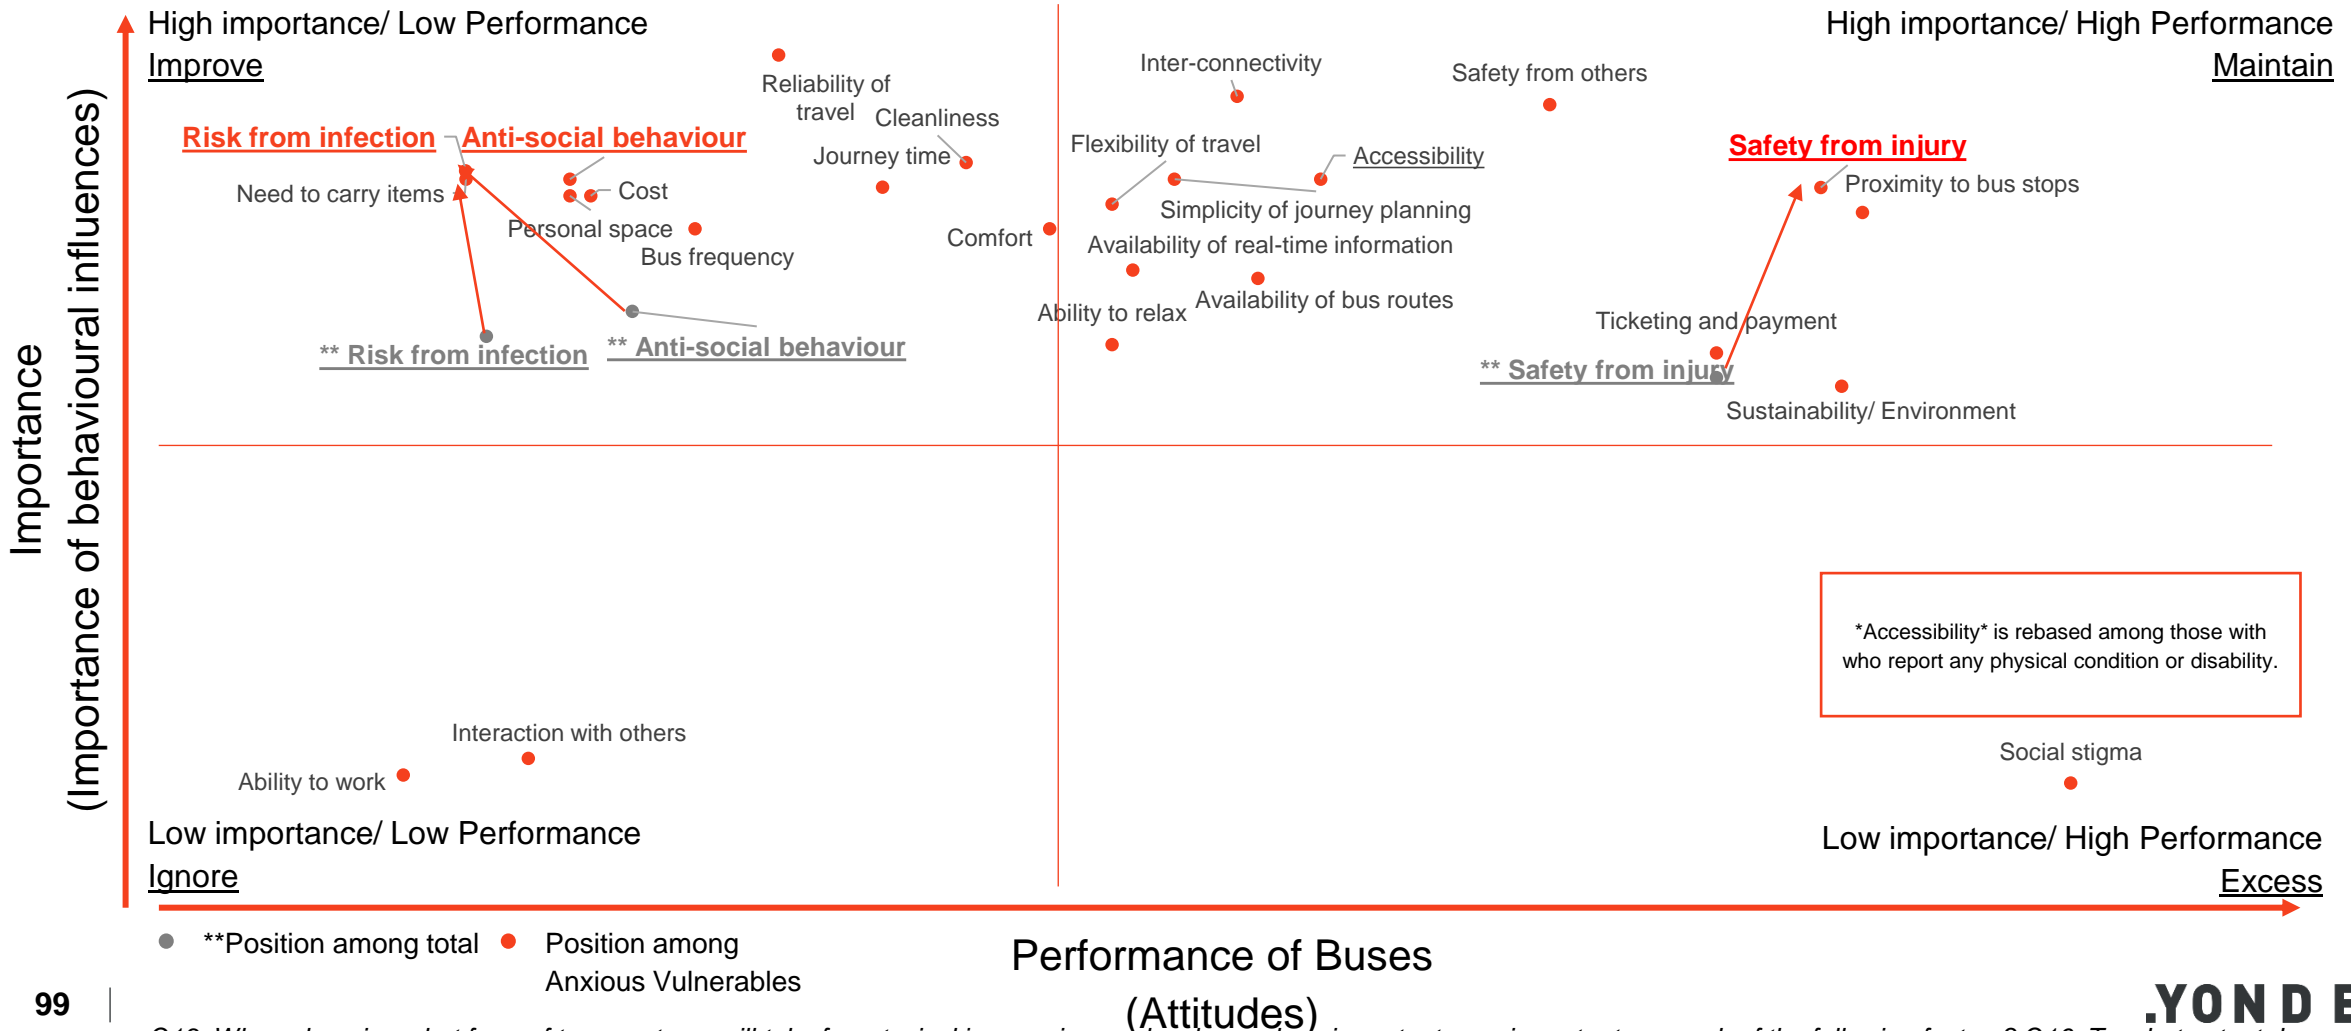 High importance/ Low Performance
Improve
High importance/ High Performance
Maintain
Reliability of
travel
Cleanliness
Inter-connectivity
Safety from others
Risk from infection
Anti-social behaviour
Journey time
Flexibility of travel
Accessibility
Safety from injury
Need to carry items
Cost
Proximity to bus stops
Personal space
Simplicity of journey planning
Bus frequency
Comfort
Availability of real-time information
Ability to relax
Availability of bus routes
Ticketing and payment
** Risk from infection
** Anti-social behaviour
** Safety from injury
Sustainability/ Environment
Importance
(Importance of behavioural influences)
*Accessibility* is rebased among those with
who report any physical condition or disability.
Interaction with others
Ability to work
Social stigma
Low importance/ Low Performance
Ignore
Low importance/ High Performance
Excess
**Position among total
Position among
Anxious Vulnerables
Performance of Buses
(Attitudes)
99
.YONDE